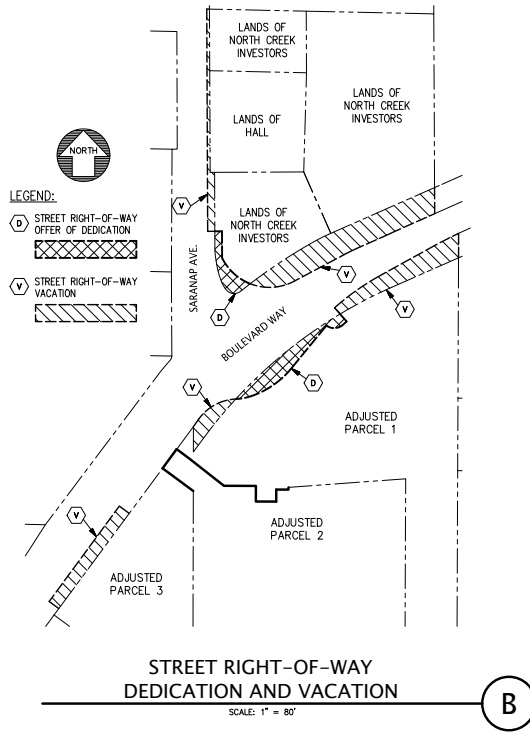 LANDS OF
NORTH CREEK
INVESTORS
LANDS OF
NORTH CREEK
INVESTORS
LANDS OF
HALL
NORTH
LEGEND:
D STREET RIGHT-OF-WAY
OFFER OF DEDICATION
V STREET RIGHT-OF-WAY
VACATION
V
LANDS OF
NORTH CREEK
INVESTORS
SARANAP AVE.
V
D
V
BOULEVARD WAY
V
D
ADJUSTED
PARCEL 1
V
ADJUSTED
PARCEL 2
ADJUSTED
PARCEL 3
STREET RIGHT-OF-WAY
DEDICATION AND VACATION
SCALE: 1" = 80'
B